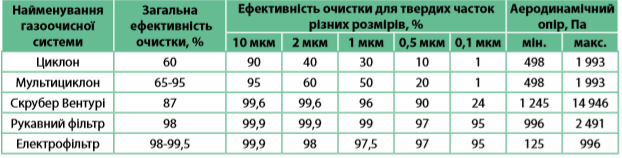 Найменування газоочисної системи | Загальна ефективність очистки, % | Ефективність очистки для твердих часток різних розмірів, % | Аеродинамічний опір, Па
10 мкм | 2 мкм | 1 мкм | 0,5 мкм | 0,1 мкм | мін. | макс.
Циклон | 60 | 90 | 40 | 30 | 10 | 1 | 498 | 1 993
Мультициклон | 65-95 | 95 | 60 | 50 | 20 | 1 | 498 | 1 993
Скрубер Вентурі | 87 | 99,6 | 99,6 | 96 | 90 | 24 | 1 245 | 14 946
Рукавний фільтр | 98 | 99,9 | 99,9 | 99 | 97 | 95 | 996 | 2 491
Електрофільтр | 98-99,5 | 99,9 | 98 | 97,5 | 97 | 95 | 125 | 996